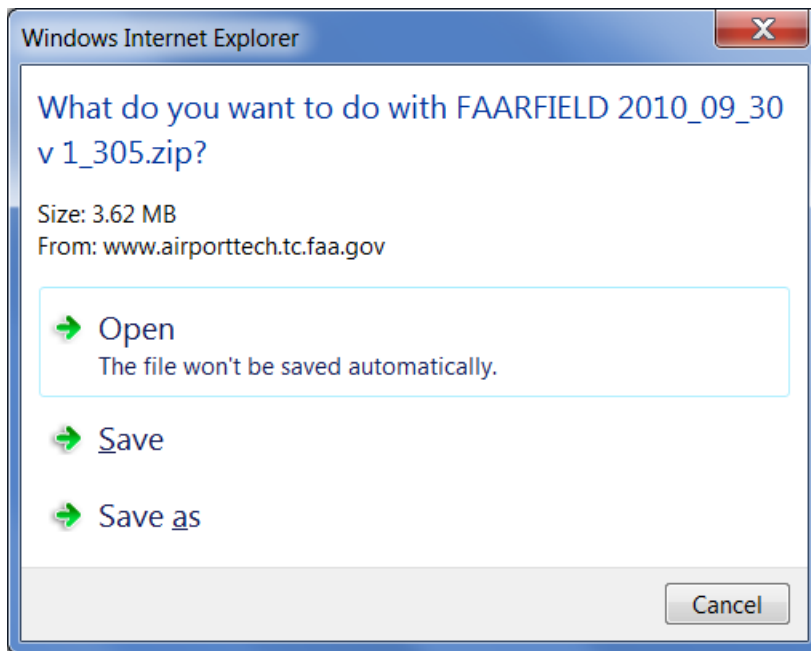 Windows Internet Explorer
What do you want to do with FAARFIELD 2010_09_30
v 1_305.zip?
Size: 3.62 MB
From: www.airporttech.tc.faa.gov
Open
The file won't be saved automatically.
Save
Save as
Cancel